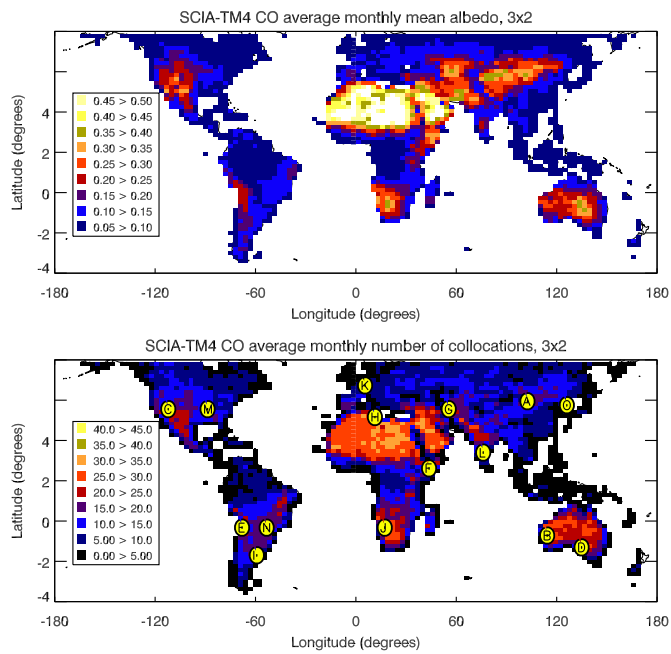 SCIA-TM4 CO average monthly mean albedo, 3x2
Latitude (degrees)
4
2
0
-2
-4
0.45 > 0.50
0.40 > 0.45
0.35 > 0.40
0.30 > 0.35
0.25 > 0.30
0.20 > 0.25
0.15 > 0.20
0.10 > 0.15
0.05 > 0.10
-180 -120 -60 0 60 120 180
Longitude (degrees)
SCIA-TM4 CO average monthly number of collocations, 3x2
Latitude (degrees)
4
2
0
-2
-4
40.0 > 45.0
35.0 > 40.0
30.0 > 35.0
25.0 > 30.0
20.0 > 25.0
15.0 > 20.0
10.0 > 15.0
5.00 > 10.0
0.00 > 5.00
K
C M H G A O
L
F
E N J B
D
-180 -120 -60 0 60 120 180
Longitude (degrees)